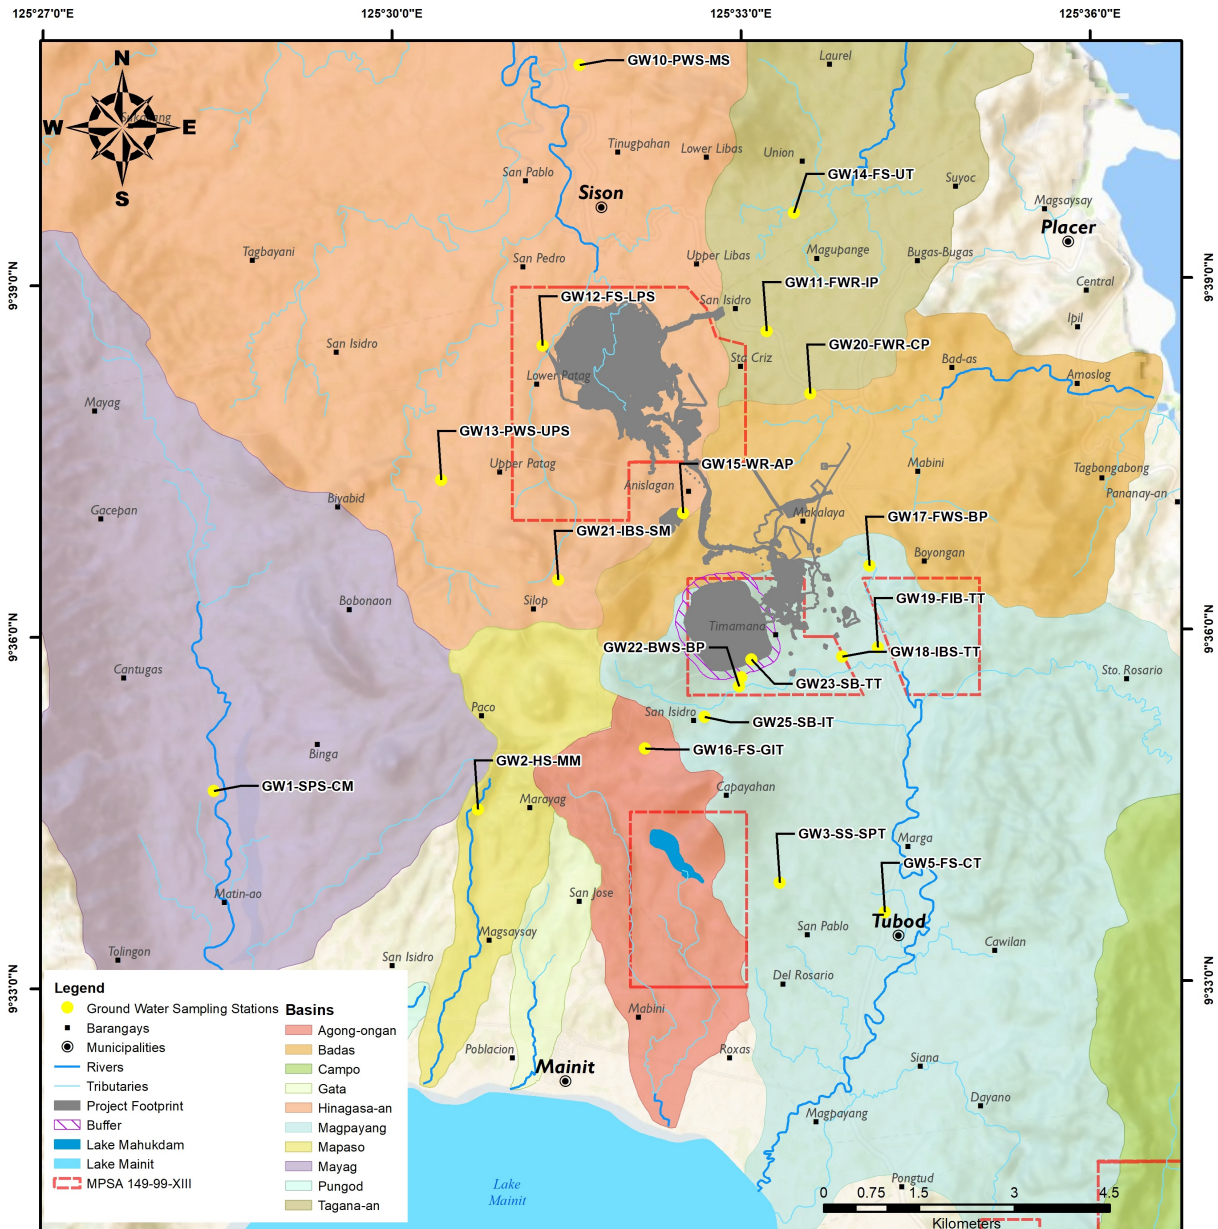 125°27'0"E
125°30'0"E
125°33'0"E
125°36'0"E
N
W
E
S
Sukailang
GW10-PWS-MS
Laurel
Tinugpahan
Lower Libas
Union
San Pablo
GW14-FS-UT
Suyoc
Sison
Magsaysay
Placer
Tagbayani
San Pedro
Upper Libas
Magupange
Bugas-Bugas
9°39'0"N
9°39'0"N
GW11-FWR-IP
Central
GW12-FS-LPS
San Isidro
Ipil
San Isidro
GW20-FWR-CP
Sta Criz
Bad-as
Lower Patag
Amoslog
Mayag
GW13-PWS-UPS
Upper Patag
GW15-WR-AP
Mabini
Tagbongabong
Anislagan
Pananay-an
Biyabid
Gacepan
Makalaya
GW17-FWS-BP
GW21-IBS-SM
Boyongan
Bobonaon
Silop
GW19-FIB-TT
Timamana
9°36'0"N
9°36'0"N
GW22-BWS-BP
GW18-IBS-TT
Cantugas
Sto. Rosario
GW23-SB-TT
Paco
San Isidro
GW25-SB-IT
Binga
GW16-FS-GIT
GW2-HS-MM
GW1-SPS-CM
Marayag
Capayahan
GW3-SS-SPT
Marga
GW5-FS-CT
Matin-ao
San Jose
Tubod
San Pablo
Magsaysay
Cawilan
Tolingon
San Isidro
Del Rosario
9°33'0"N
9°33'0"N
Mabini
Poblacion
Roxas
Mainit
Siana
Dayano
Magpayang
Pongtud
Lake
Mainit
Legend
Ground Water Sampling Stations
Barangays
Municipalities
Rivers
Tributaries
Project Footprint
Buffer
Lake Mahukdam
Lake Mainit
MPSA 149-99-XIII
Basins
Agong-ongan
Badas
Campo
Gata
Hinagasa-an
Magpayang
Mapaso
Mayag
Pungod
Tagana-an
0 0.75 1.5 3 4.5
Kilometers